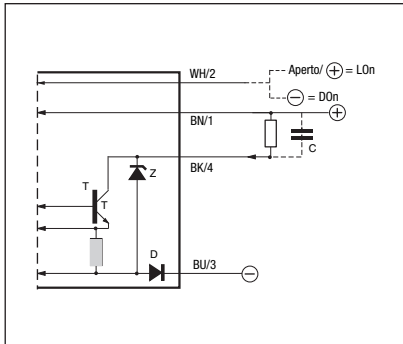 WH/2
Aperto/ + = LOn
− = DOn
BN/1
+
C
BK/4
Z
T
T
D
BU/3
−